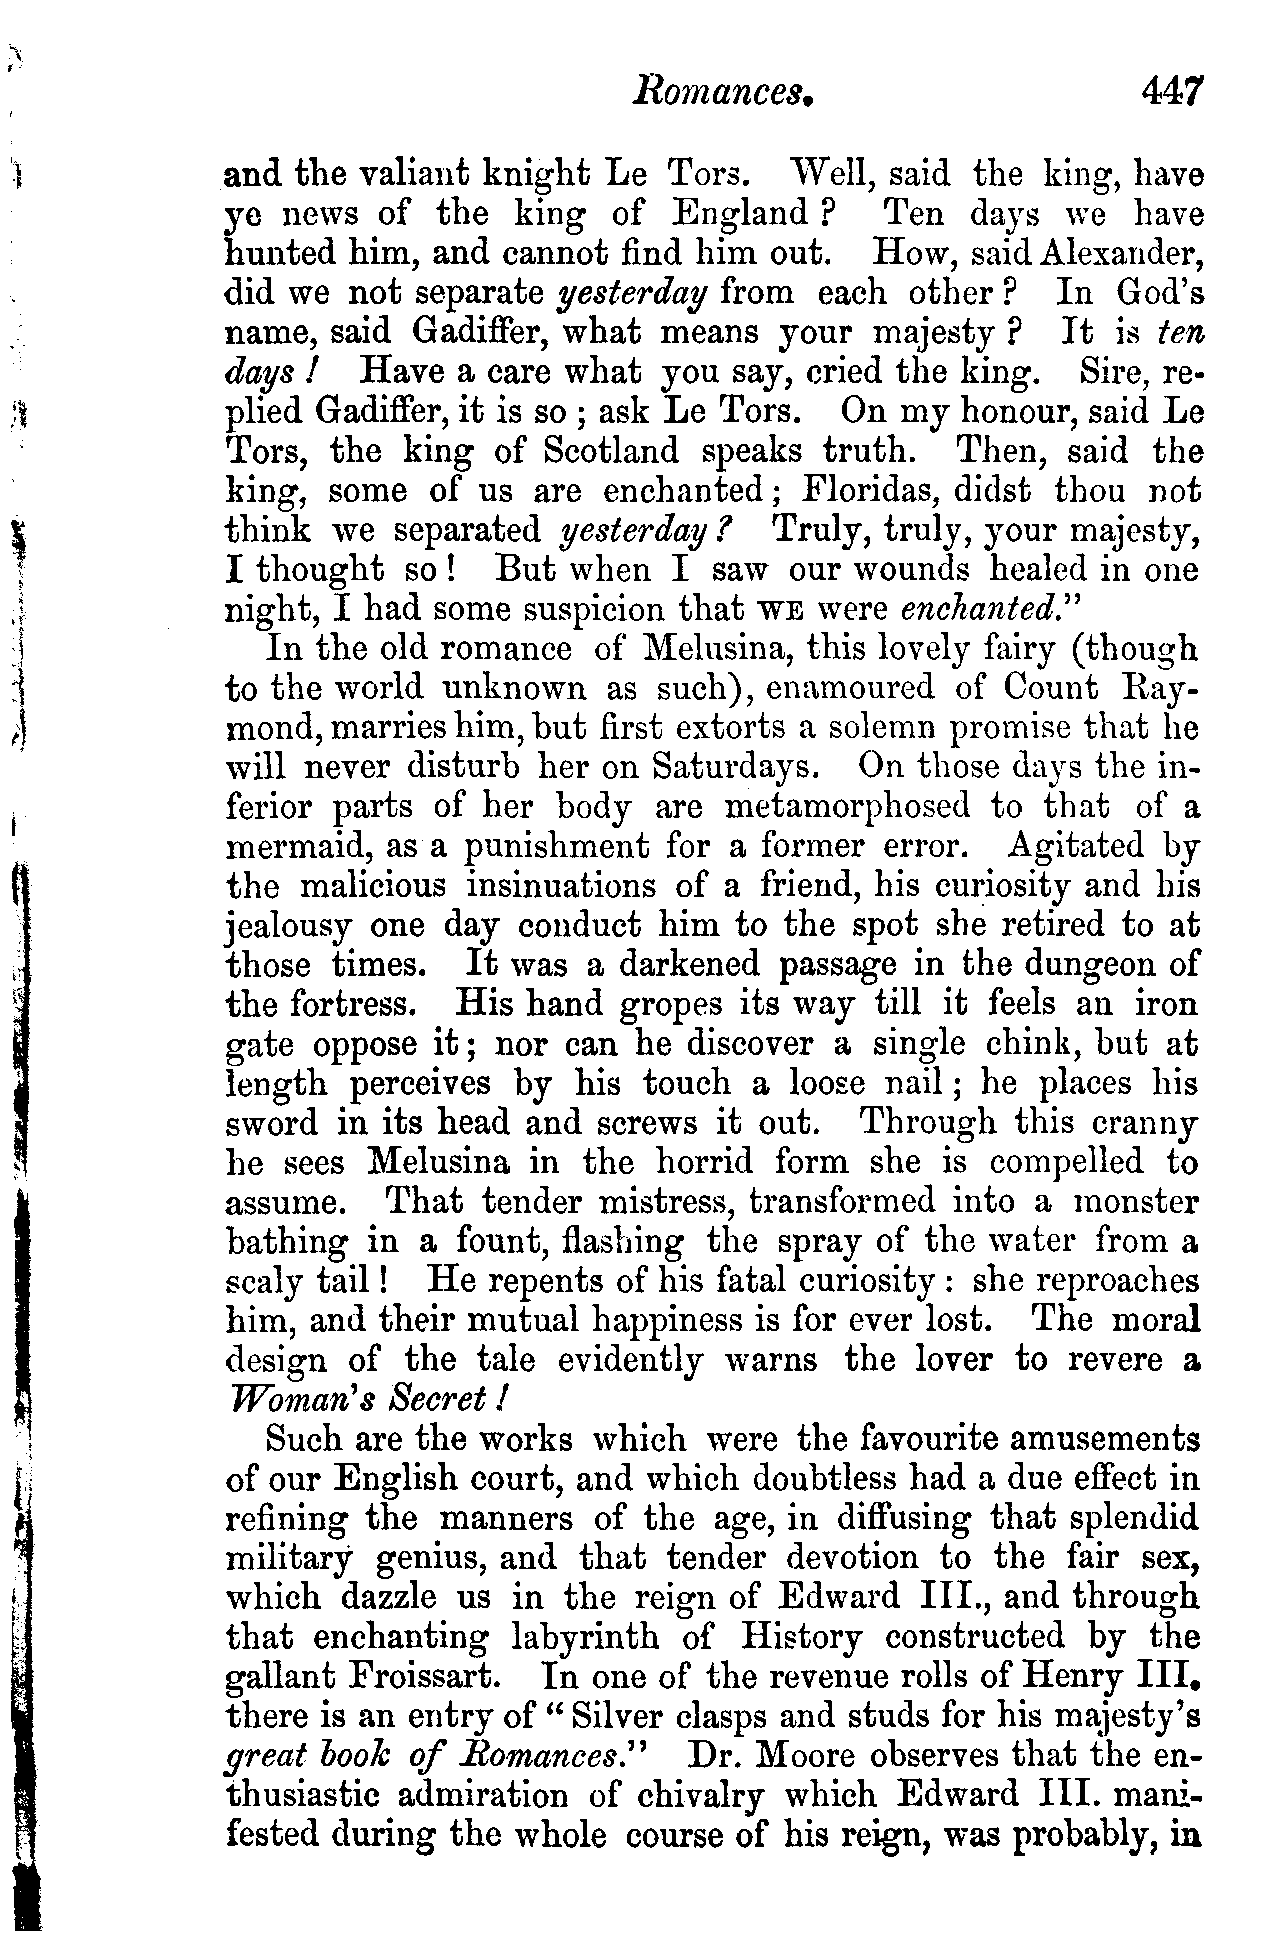 Romances. 447
and the valiant knight Le Tors. Well, said the king, have
ye news of the king of England ? Ten days we have
hunted him, and cannot find him out. How, said Alexander,
did we not separate yesterday from each other ? In God's
name, said Gadiffer, what means your majesty ? It is ten
days ! Have a care what you say, cried the king. Sire, re-
plied Gadiffer, it is so ; ask Le Tors. On my honour, said Le
Tors, the king of Scotland speaks truth. Then, said the
king, some of us are enchanted ; Floridas, didst thou not
think we separated yesterday ? Truly, truly, your majesty,
I thought so ! But when I saw our wounds healed in one
night, I had some suspicion that WE were enchanted."
In the old romance of Melusina, this lovely fairy (though
to the world unknown as such), enamoured of Count Ray-
mond, marries him, but first extorts a solemn promise that he
will never disturb her on Saturdays. On those days the in-
ferior parts of her body are metamorphosed to that of a
mermaid, as a punishment for a former error. Agitated by
the malicious insinuations of a friend, his curiosity and his
jealousy one day conduct him to the spot she retired to at
those times. It was a darkened passage in the dungeon of
the fortress. His hand gropes its way till it feels an iron
gate oppose it ; nor can he discover a single chink, but at
length perceives by his touch a loose nail ; he places his
sword in its head and screws it out. Through this cranny
he sees Melusina in the horrid form she is compelled to
assume. That tender mistress, transformed into a monster
bathing in a fount, flashing the spray of the water from a
scaly tail ! He repents of his fatal curiosity : she reproaches
him, and their mutual happiness is for ever lost. The moral
design of the tale evidently warns the lover to revere a
Woman's Secret !
Such are the works which were the favourite amusements
of our English court, and which doubtless had a due effect in
refining the manners of the age, in diffusing that splendid
military genius, and that tender devotion to the fair sex,
which dazzle us in the reign of Edward III., and through
that enchanting labyrinth of History constructed by the
gallant Froissart. In one of the revenue rolls of Henry III.
there is an entry of "Silver clasps and studs for his majesty's
great book of Romances." Dr. Moore observes that the en-
thusiastic admiration of chivalry which Edward III. mani-
fested during the whole course of his reign, was probably, in